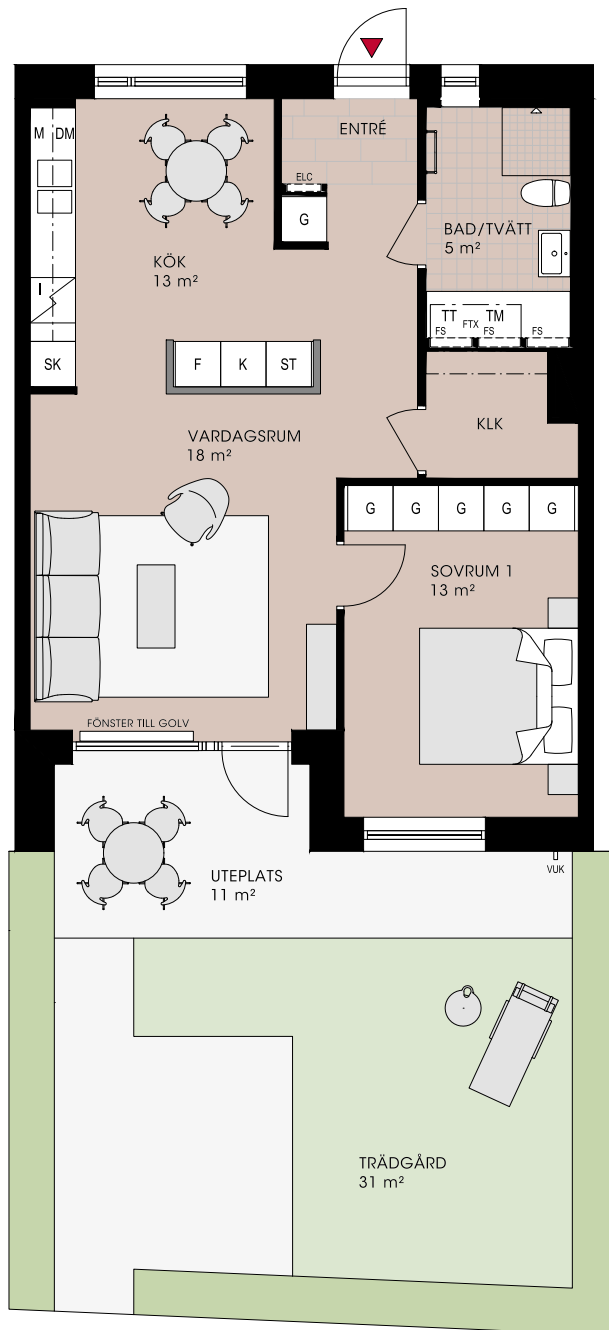 M DM
ENTRÉ
ELC
G
BAD/TVÄTT
5 m²
KÖK
13 m²
I
TT TM
FTX
FS FS FS
SK
F K ST
KLK
VARDAGSRUM
18 m²
G G G G G
SOVRUM 1
13 m²
FÖNSTER TILL GOLV
UTEPLATS
11 m²
VUK
TRÄDGÅRD
31 m²